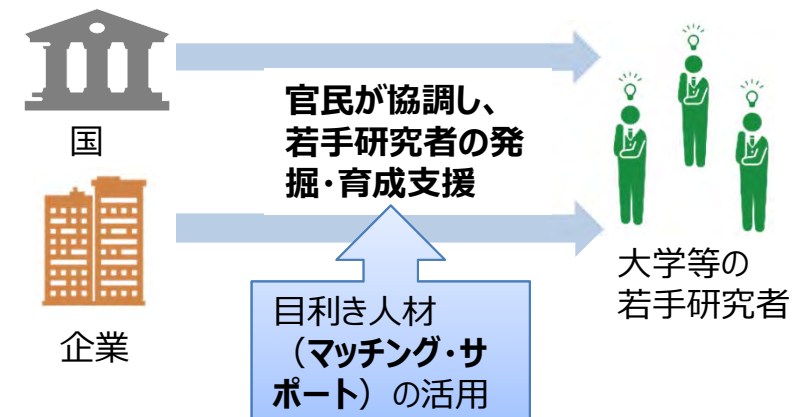 国
企業
官民が協調し、
若手研究者の発
掘・育成支援
目利き人材
（マッチング・サ
ポート）の活用
大学等の
若手研究者